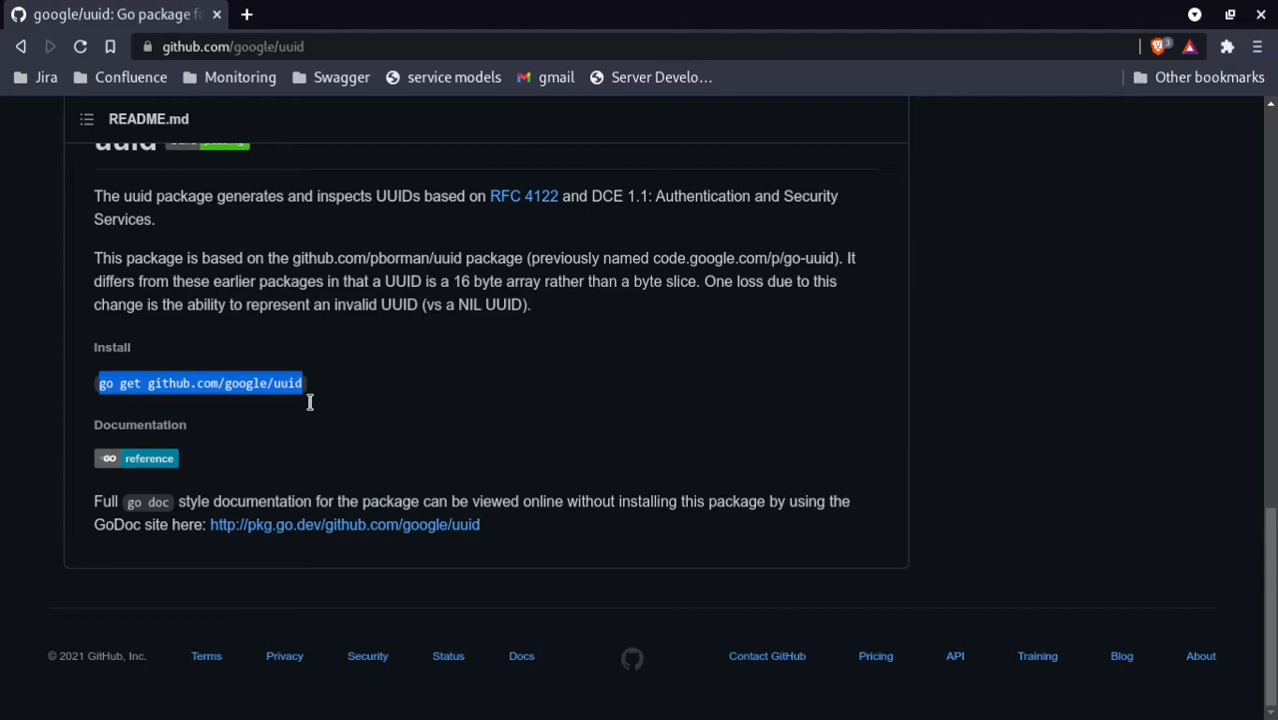 google/uuid: Go package f
github.com/google/uuid
3
Jira Confluence Monitoring Swagger service models gmail Server Develo... Other bookmarks
README.md
uuid
The uuid package generates and inspects UUIDs based on RFC 4122 and DCE 1.1: Authentication and Security
Services.
This package is based on the github.com/pborman/uuid package (previously named code.google.com/p/go-uuid). It
differs from these earlier packages in that a UUID is a 16 byte array rather than a byte slice. One loss due to this
change is the ability to represent an invalid UUID (vs a NIL UUID).
Install
go get github.com/google/uuid
Documentation
GO reference
Full go doc style documentation for the package can be viewed online without installing this package by using the
GoDoc site here: http://pkg.go.dev/github.com/google/uuid
© 2021 GitHub, Inc. Terms Privacy Security Status Docs Contact GitHub Pricing API Training Blog About